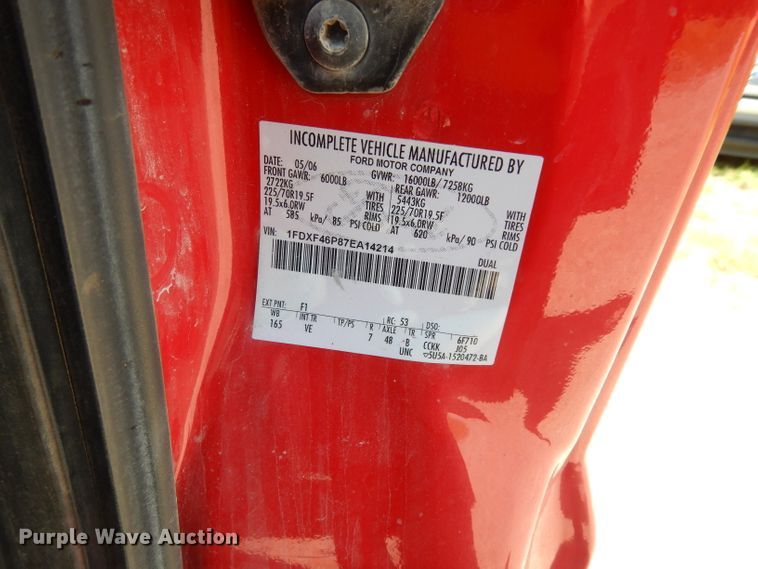 INCOMPLETE VEHICLE MANUFACTURED BY
FORD MOTOR COMPANY
DATE: 05/06 GVWR: 16000LB/ 7258KG
FRONT GAWR: 6000LB REAR GAWR: 12000LB
2722KG WITH 5443KG WITH
225/70R19.5F TIRES 225/70R19.5F TIRES
19.5x6.0RW RIMS 19.5x6.0RW RIMS
AT 585 kPa/ 85 PSI COLD AT 620 kPa/ 90 PSI COLD
VIN: 1FDXF46P87EA14214
DUAL
EXT PNT: F1 RC: 53 DSO:
WB INT TR TP/PS R AXLE TR SPR 6F710
165 VE 7 48 B CCKK J05
UNC ▽5U5A-1520472-BA
Purple Wave Auction